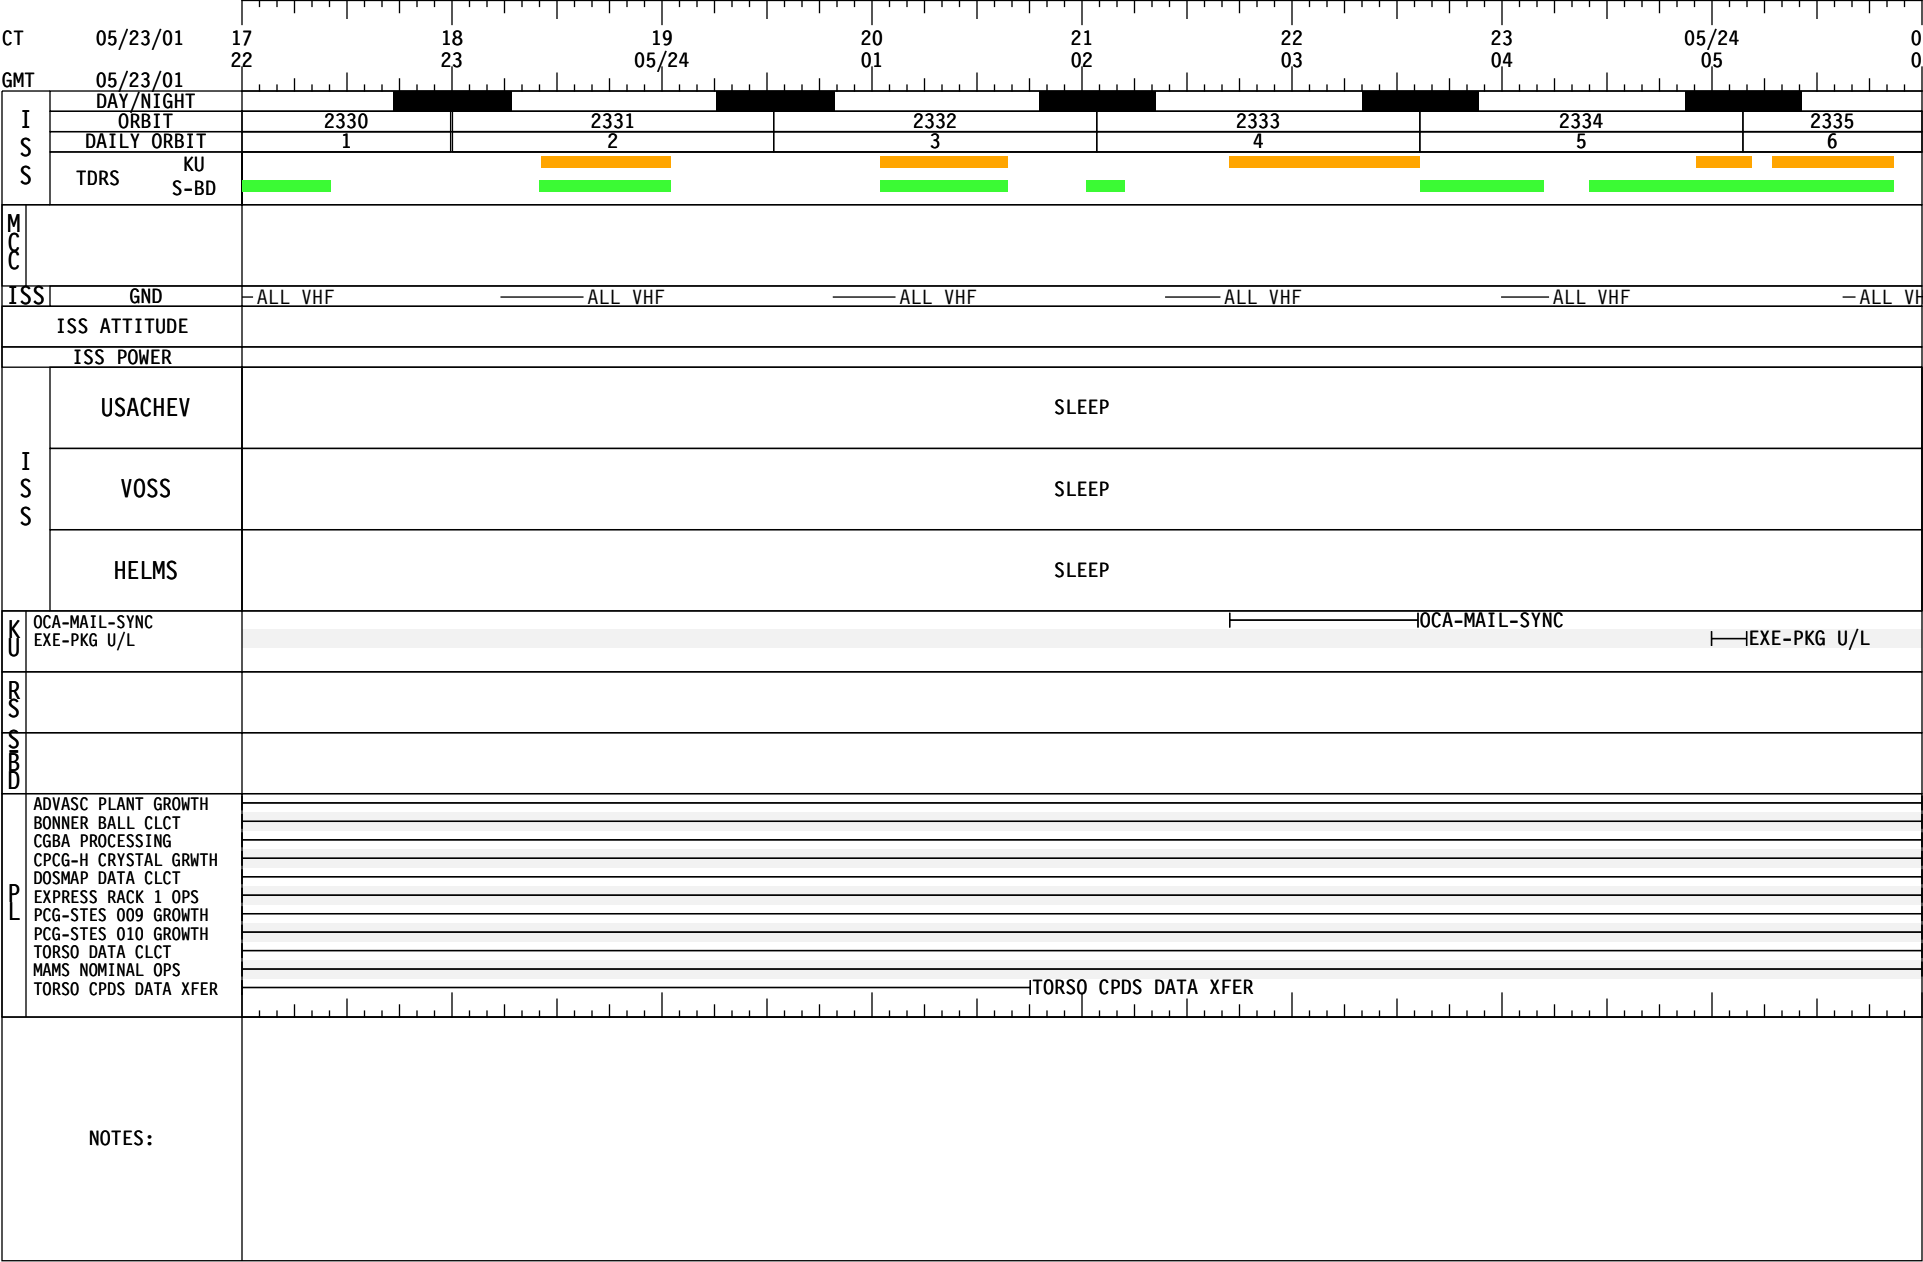 CT 05/23/01 17 18 19 20 21 22 23 05/24 0
22 23 05/24 01 02 03 04 05 0
GMT 05/23/01
ISS
DAY/NIGHT
ORBIT 2330 2331 2332 2333 2334 2335
DAILY ORBIT 1 2 3 4 5 6
TDRS KU
S-BD
MCC
ISS GND ALL VHF ALL VHF ALL VHF ALL VHF ALL VHF ALL VH
ISS ATTITUDE
ISS POWER
ISS
USACHEV SLEEP
VOSS SLEEP
HELMS SLEEP
KU
OCA-MAIL-SYNC OCA-MAIL-SYNC
EXE-PKG U/L EXE-PKG U/L
RS
S-BD
PL
ADVASC PLANT GROWTH
BONNER BALL CLCT
CGBA PROCESSING
CPCG-H CRYSTAL GRWTH
DOSMAP DATA CLCT
EXPRESS RACK 1 OPS
PCG-STES 009 GROWTH
PCG-STES 010 GROWTH
TORSO DATA CLCT
MAMS NOMINAL OPS
TORSO CPDS DATA XFER TORSO CPDS DATA XFER
NOTES: